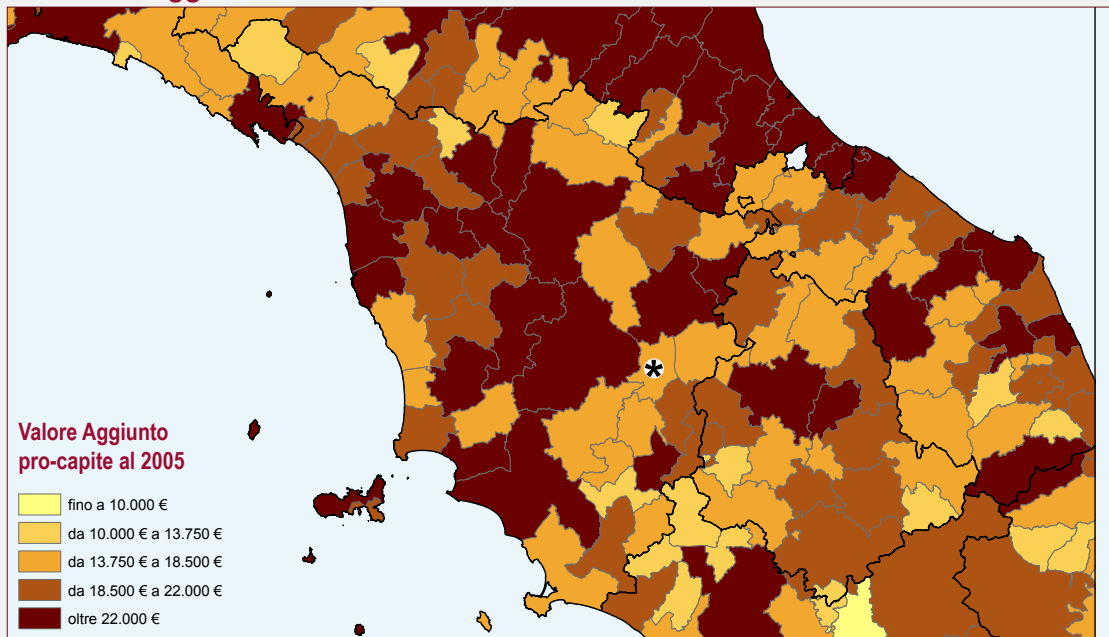 Valore Aggiunto
pro-capite al 2005
fino a 10.000 €
da 10.000 € a 13.750 €
da 13.750 € a 18.500 €
da 18.500 € a 22.000 €
oltre 22.000 €